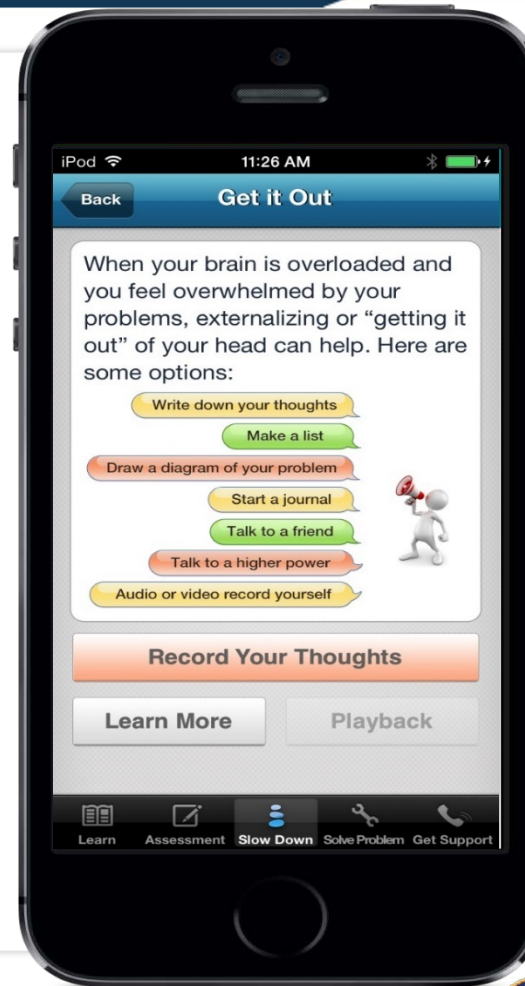 iPod 11:26 AM
Back Get it Out
When your brain is overloaded and
you feel overwhelmed by your
problems, externalizing or “getting it
out” of your head can help. Here are
some options:
Write down your thoughts
Make a list
Draw a diagram of your problem
Start a journal
Talk to a friend
Talk to a higher power
Audio or video record yourself
Record Your Thoughts
Learn More Playback
Learn Assessment Slow Down Solve Problem Get Support